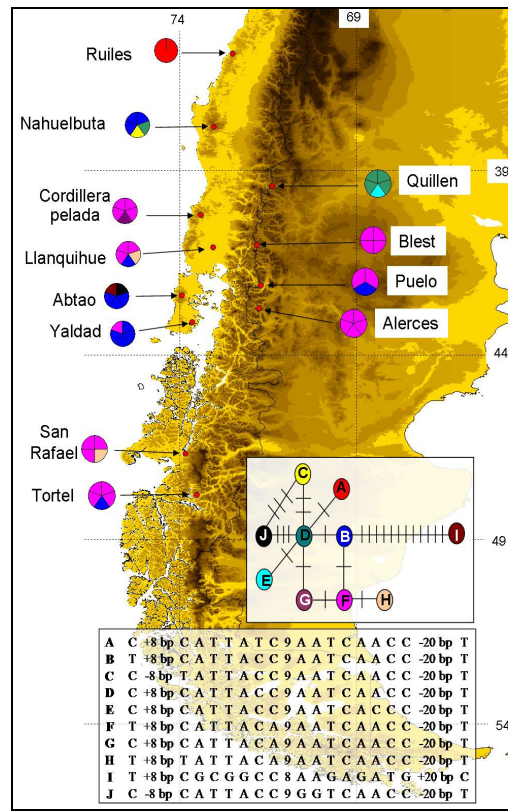 74
69
Ruiles
Nahuelbuta
39
Quillen
Cordillera
pelada
Blest
Llanquihue
Puelo
Abtao
Alerces
Yaldad
44
San
Rafael
Tortel
C
A
J
D
B
I
E
G
F
H
49
A C +8 bp C A T T A T C 9 A A T C A A C C -20 bp T
B T +8 bp C A T T A C C 9 A A T C A A C C -20 bp T
C C -8 bp T A T T A C C 9 A A T C A A C C -20 bp T
D C +8 bp C A T T A C C 9 A A T C A A C C -20 bp T
E C +8 bp C A T T A C C 9 A A T C A C C C -20 bp T
F T +8 bp C A T T A C A 9 A A T C A A C C -20 bp T
G C +8 bp C A T T A C A 9 A A T C A A C C -20 bp T
H T +8 bp T A T T A C A 9 A A T C A A C C -20 bp T
I T +8 bp C G C G G C C 8 A A G A G A T G +20 bp C
J C -8 bp C A T T A C C 9 G G T C A A C C -20 bp T
54